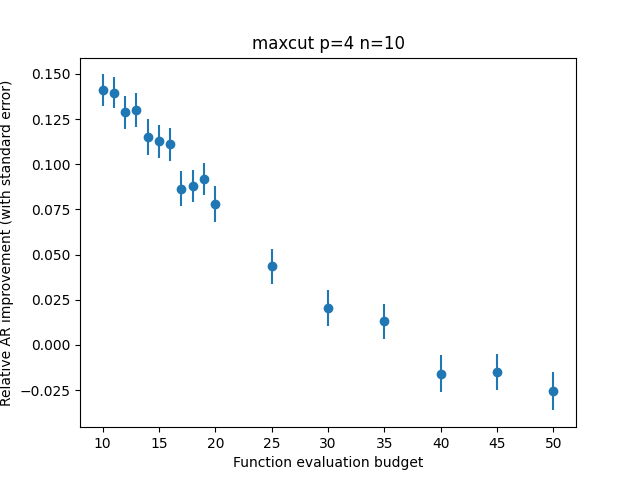 maxcut p=4 n=10
Relative AR improvement (with standard error)
0.150
0.125
0.100
0.075
0.050
0.025
0.000
−0.025
10 15 20 25 30 35 40 45 50
Function evaluation budget